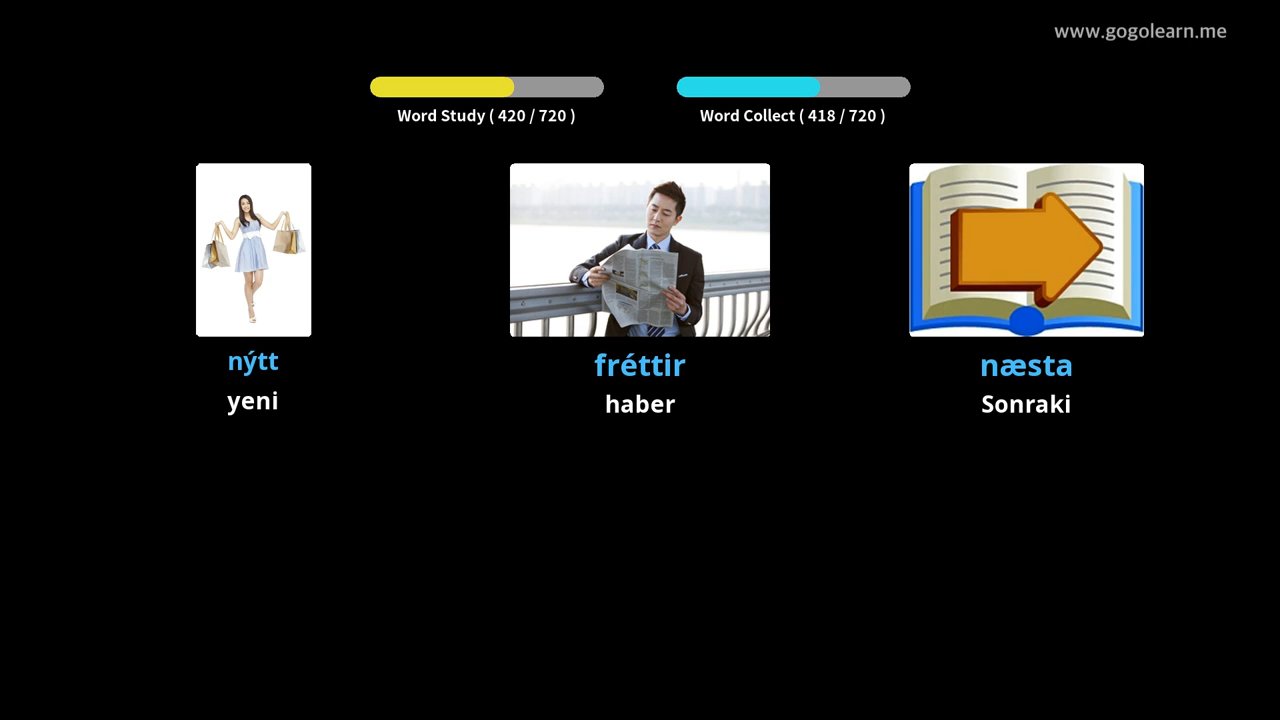 www.gogolearn.me
Word Study ( 420 / 720 )
Word Collect ( 418 / 720 )
nýtt
yeni
fréttir
haber
næsta
Sonraki